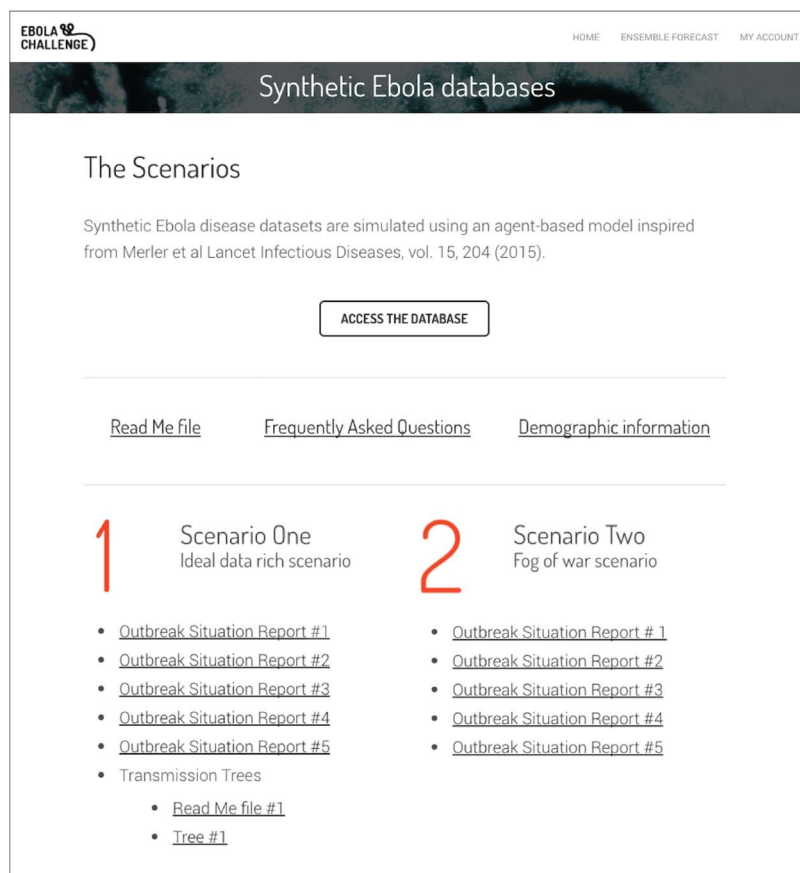 EBOLA
CHALLENGE
HOME ENSEMBLE FORECAST MY ACCOUNT
Synthetic Ebola databases
The Scenarios
Synthetic Ebola disease datasets are simulated using an agent-based model inspired
from Merler et al Lancet Infectious Diseases, vol. 15, 204 (2015).
ACCESS THE DATABASE
Read Me file Frequently Asked Questions Demographic information
1
Scenario One
Ideal data rich scenario
• Outbreak Situation Report #1
• Outbreak Situation Report #2
• Outbreak Situation Report #3
• Outbreak Situation Report #4
• Outbreak Situation Report #5
• Transmission Trees
• Read Me file #1
• Tree #1
2
Scenario Two
Fog of war scenario
• Outbreak Situation Report # 1
• Outbreak Situation Report #2
• Outbreak Situation Report #3
• Outbreak Situation Report #4
• Outbreak Situation Report #5